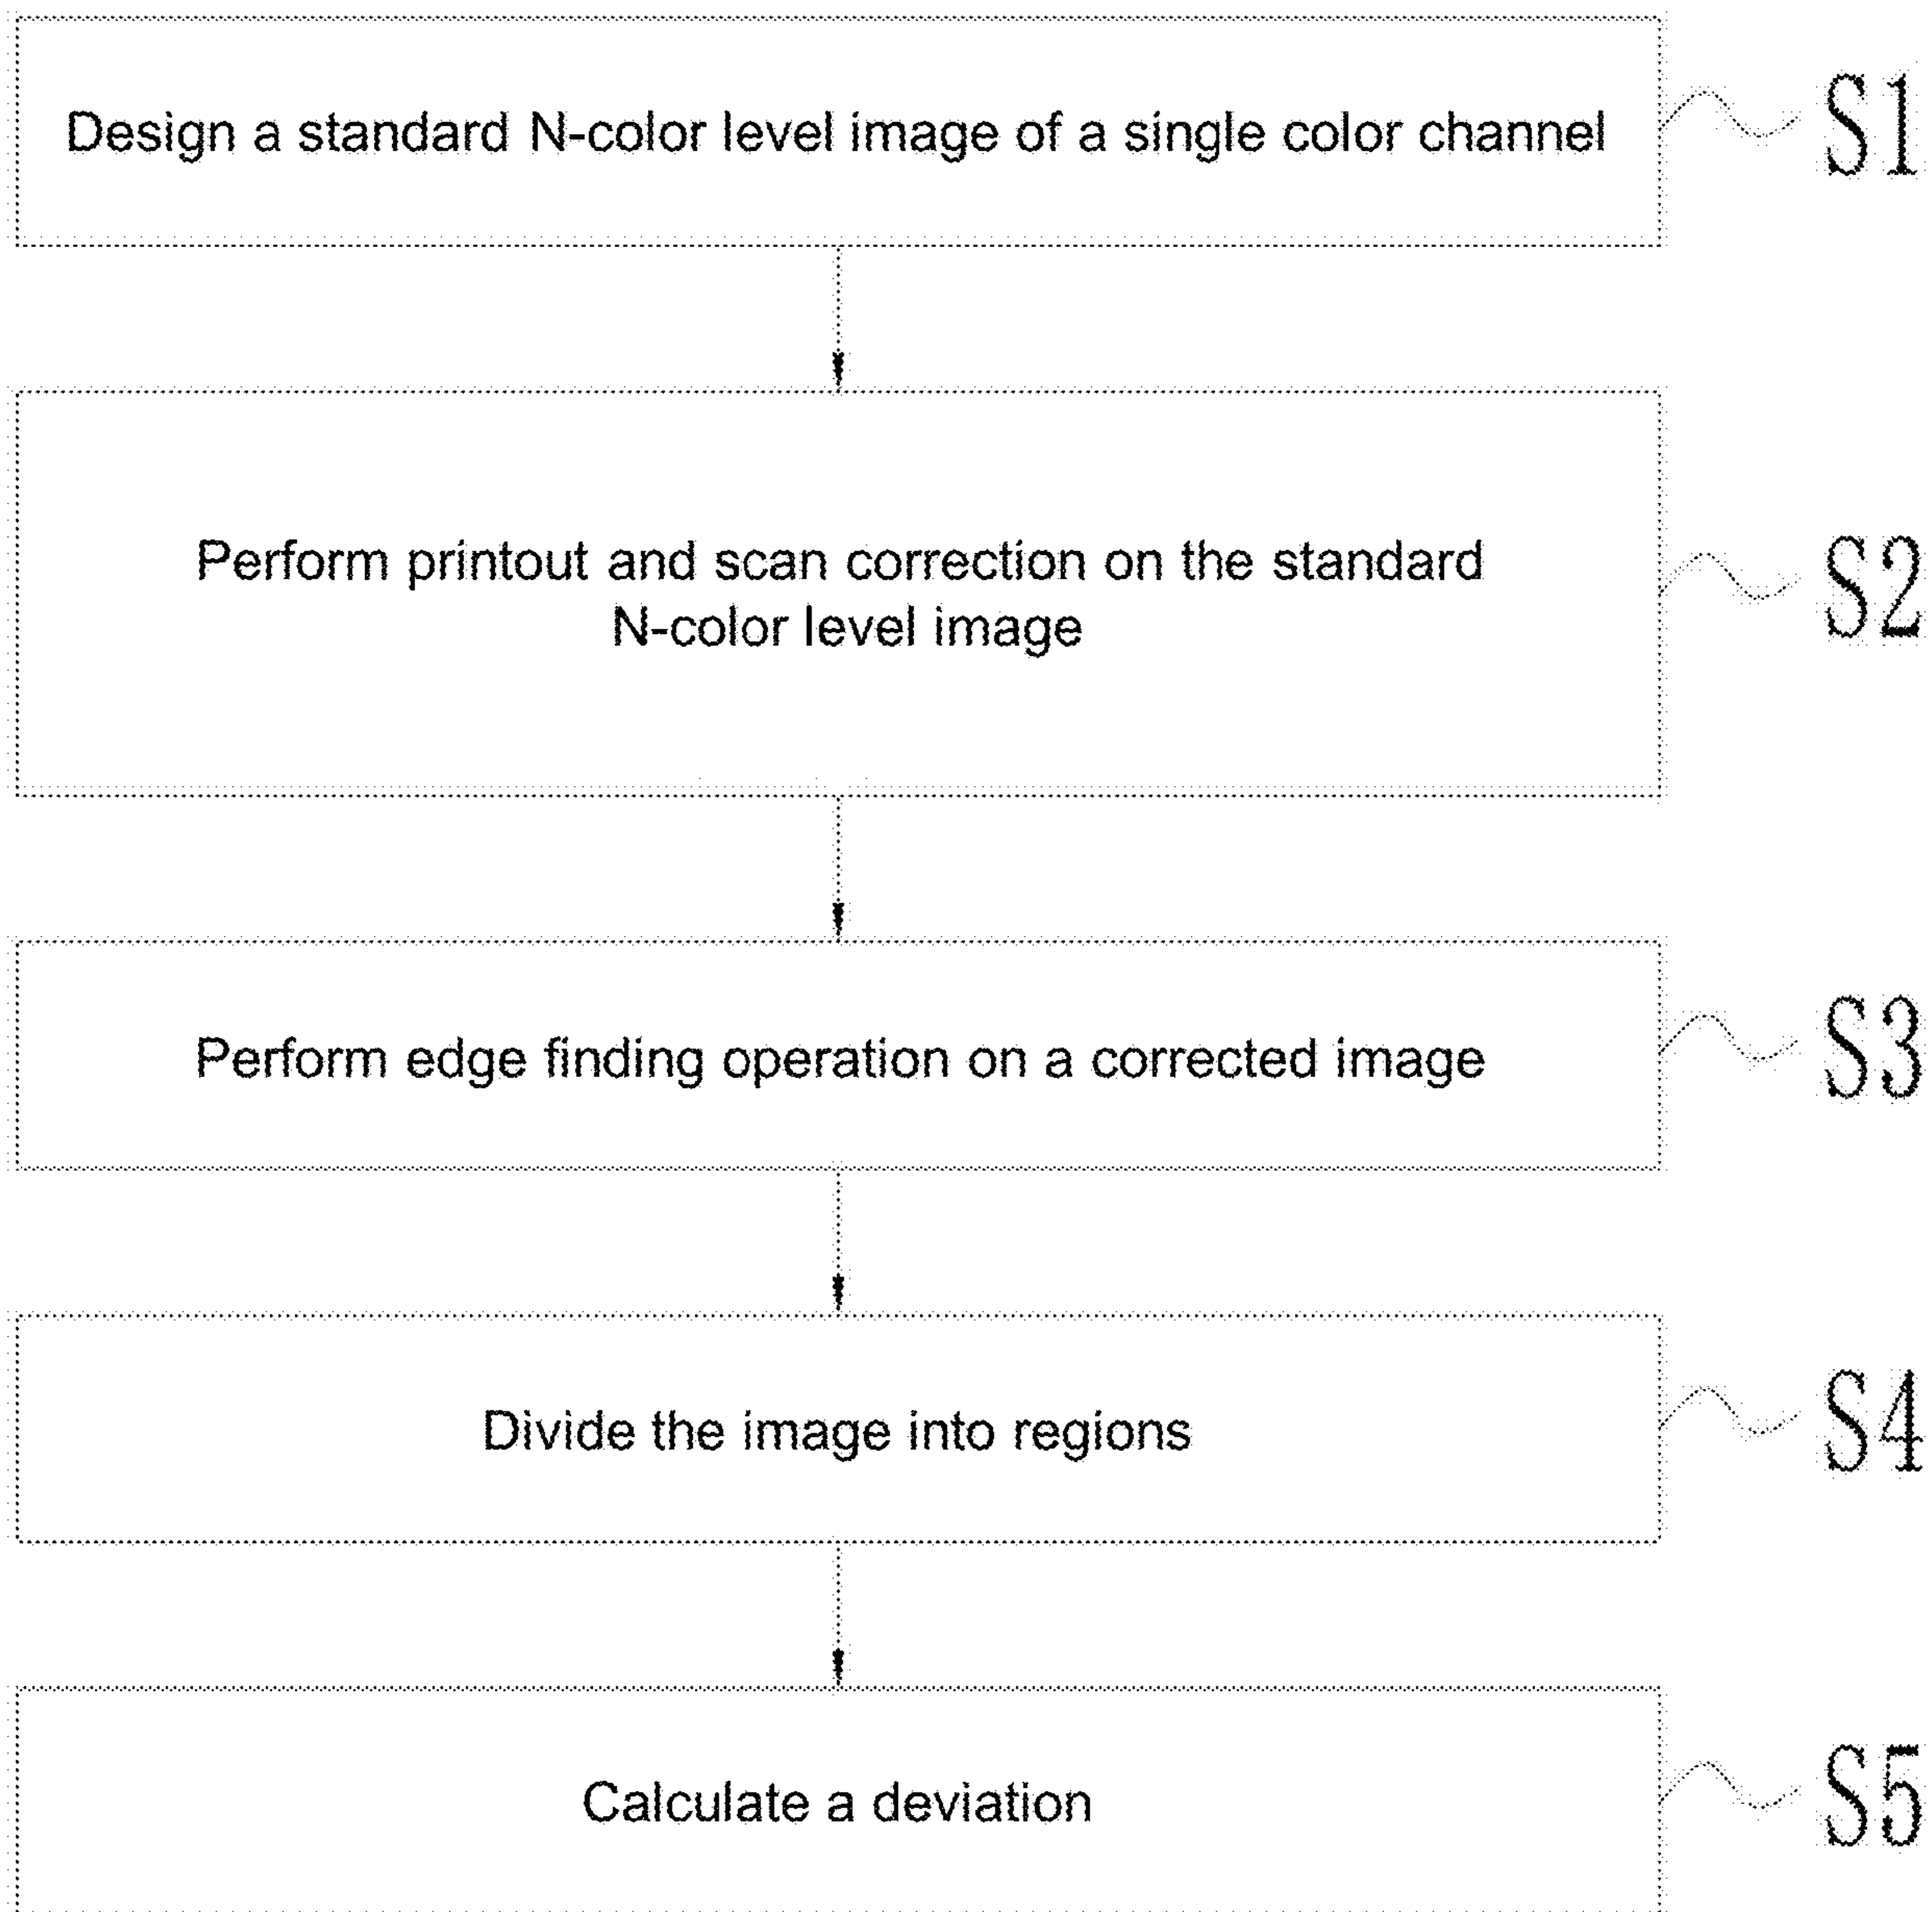 Design a standard N-color level image of a single color channel
S1
Perform printout and scan correction on the standard
N-color level image
S2
Perform edge finding operation on a corrected image
S3
Divide the image into regions
S4
Calculate a deviation
S5